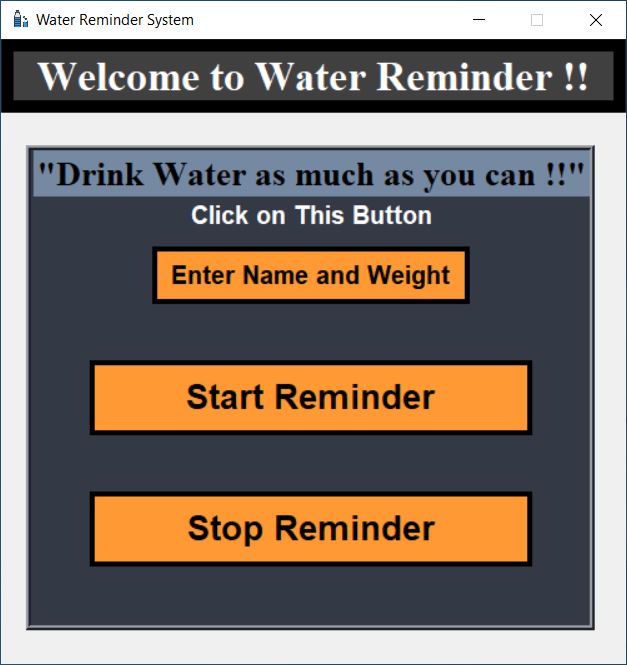 Water Reminder System
Welcome to Water Reminder !!
"Drink Water as much as you can !!"
Click on This Button
Enter Name and Weight
Start Reminder
Stop Reminder